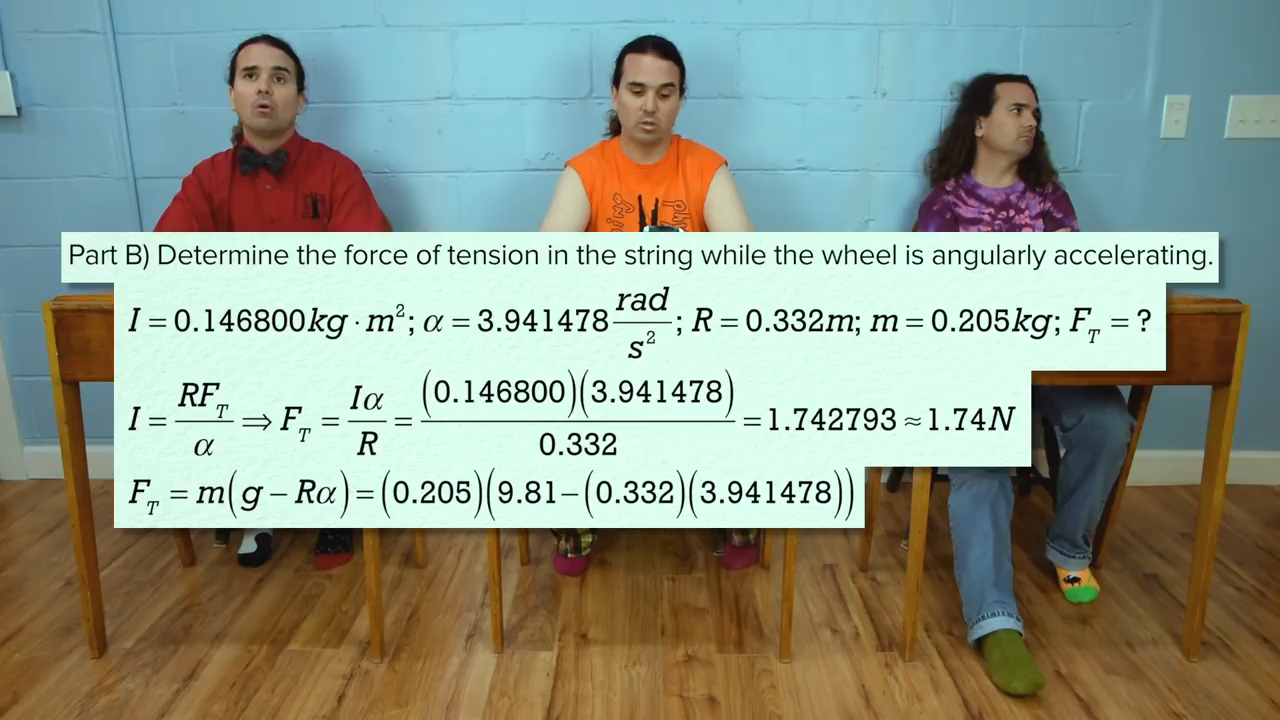 Part B) Determine the force of tension in the string while the wheel is angularly accelerating.
I = 0.146800kg · m²; α = 3.941478 rad/s²; R = 0.332m; m = 0.205kg; F_T = ?
I = RF_T/α ⇒ F_T = Iα/R = (0.146800)(3.941478)/0.332 = 1.742793 ≈ 1.74N
F_T = m(g − Rα) = (0.205)(9.81 − (0.332)(3.941478))